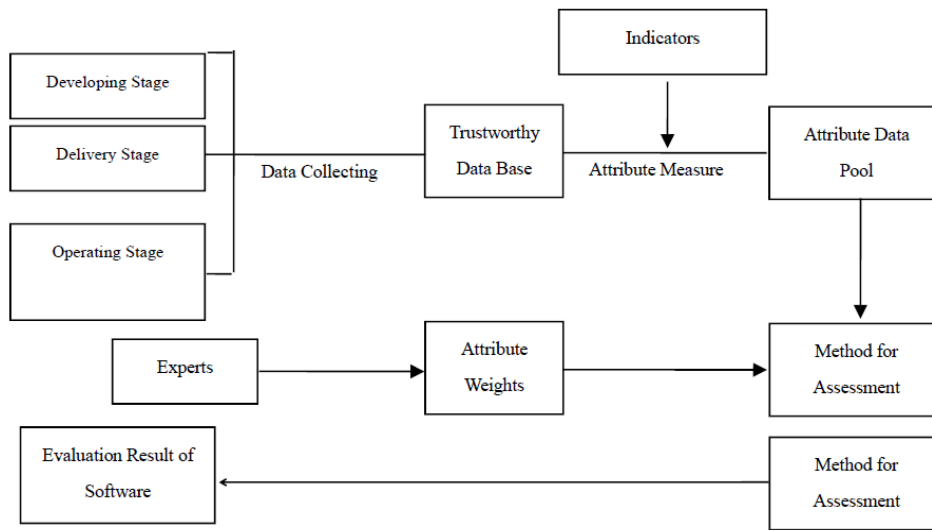 Indicators
Developing Stage
Delivery Stage
Operating Stage
Data Collecting
Trustworthy
Data Base
Attribute Measure
Attribute Data
Pool
Experts
Attribute
Weights
Method for
Assessment
Evaluation Result of
Software
Method for
Assessment